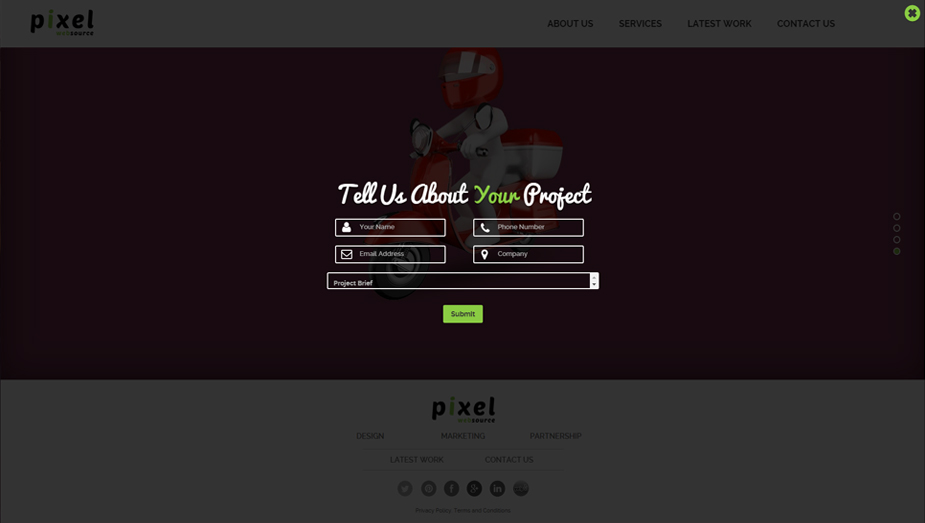 pixel
websource
ABOUT US SERVICES LATEST WORK CONTACT US
Tell Us About Your Project
Your Name Phone Number
Email Address Company
Project Brief
Submit
pixel
websource
DESIGN MARKETING PARTNERSHIP
LATEST WORK CONTACT US
Privacy Policy, Terms and Conditions